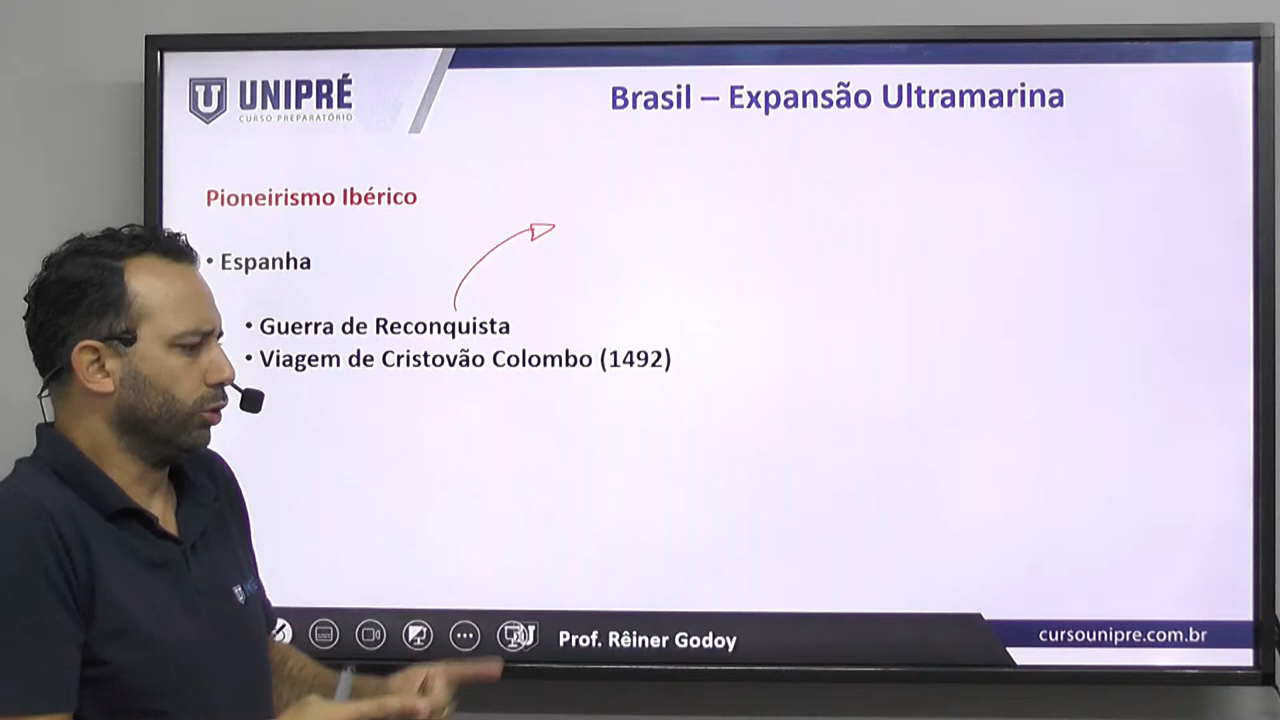 UNIPRÉ
CURSO PREPARATÓRIO
Brasil – Expansão Ultramarina
Pioneirismo Ibérico
• Espanha
• Guerra de Reconquista
• Viagem de Cristovão Colombo (1492)
Prof. Rêiner Godoy
cursounipre.com.br